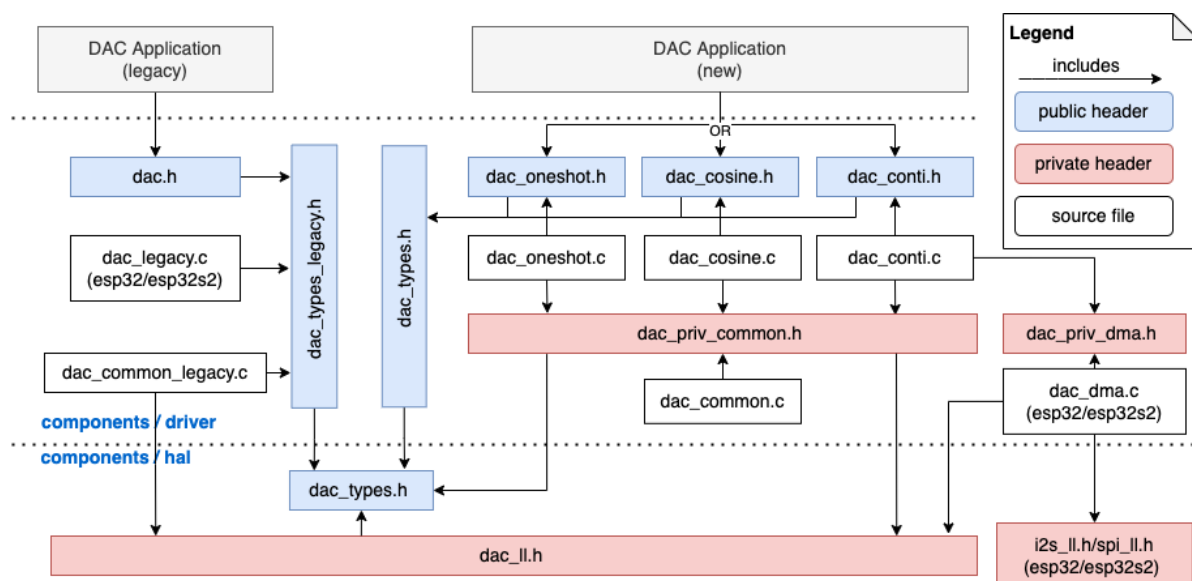 DAC Application
(legacy)
DAC Application
(new)
Legend
includes
public header
private header
source file
OR
dac.h
dac_types_legacy.h
dac_types.h
dac_oneshot.h
dac_cosine.h
dac_conti.h
dac_legacy.c
(esp32/esp32s2)
dac_oneshot.c
dac_cosine.c
dac_conti.c
dac_priv_common.h
dac_priv_dma.h
dac_common_legacy.c
dac_common.c
dac_dma.c
(esp32/esp32s2)
components / driver
components / hal
dac_types.h
dac_ll.h
i2s_ll.h/spi_ll.h
(esp32/esp32s2)